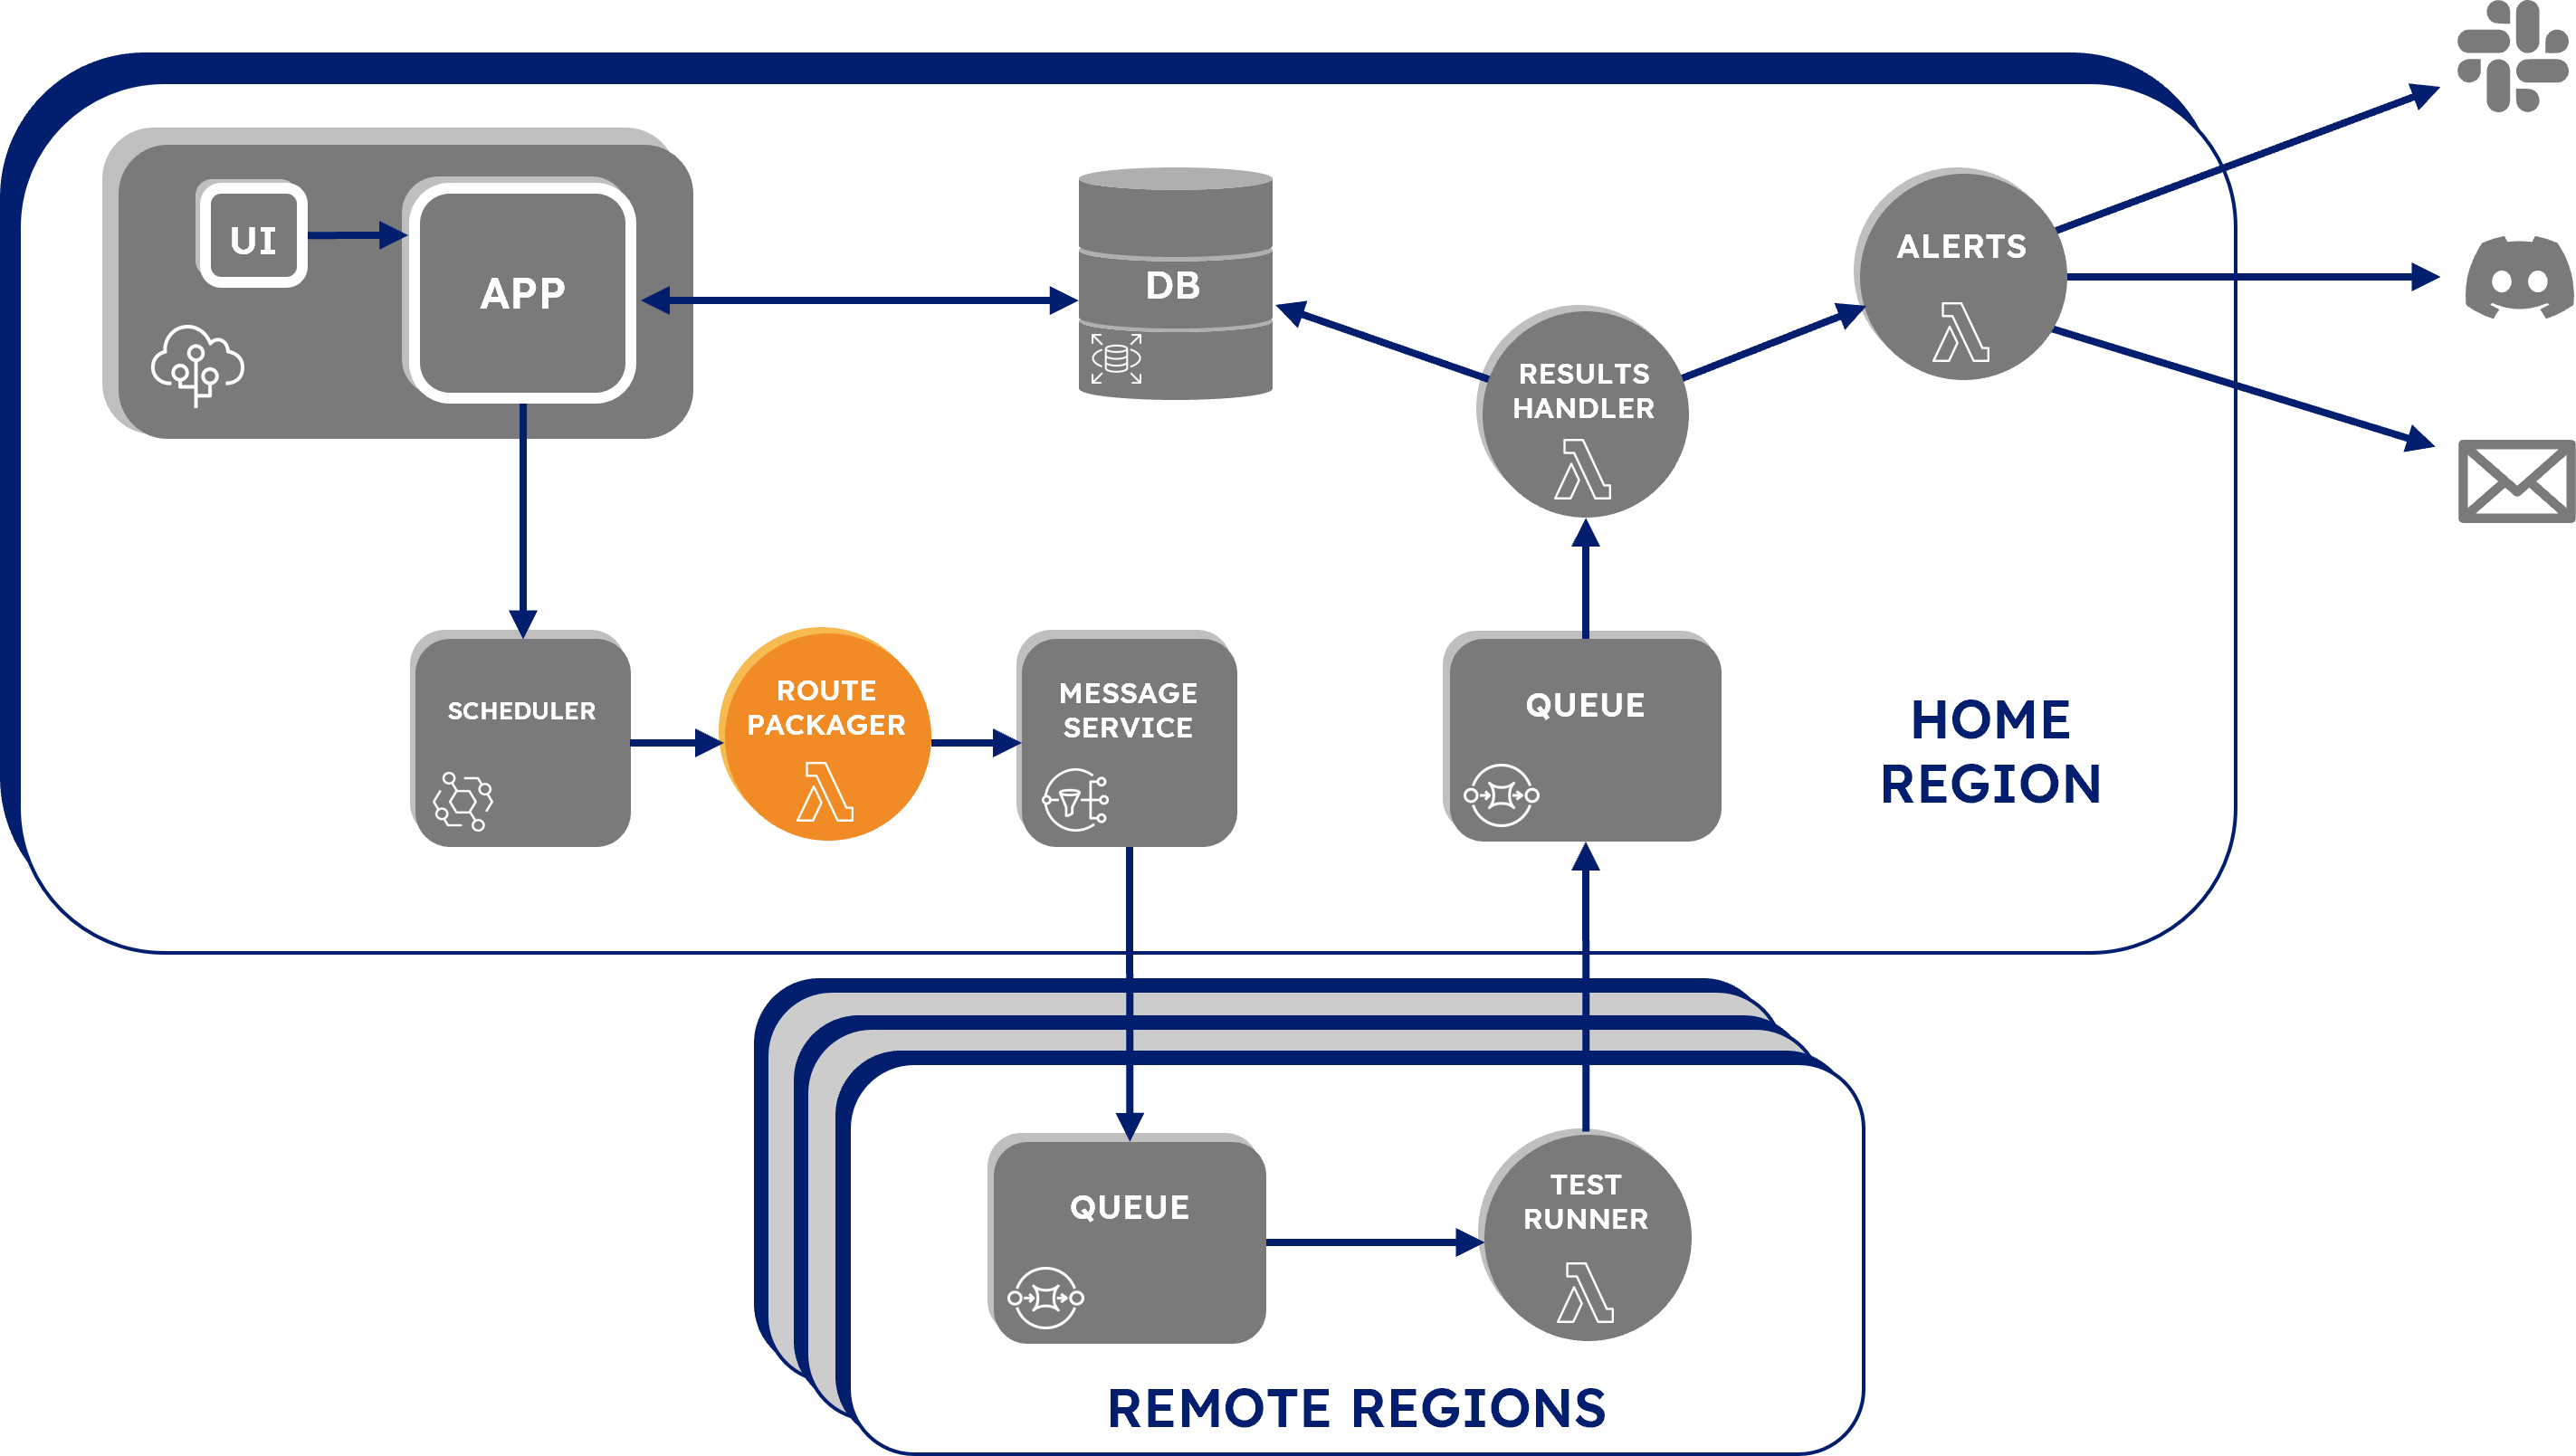 UI
APP
DB
ALERTS
RESULTS
HANDLER
SCHEDULER
ROUTE
PACKAGER
MESSAGE
SERVICE
QUEUE
HOME
REGION
QUEUE
TEST
RUNNER
REMOTE REGIONS